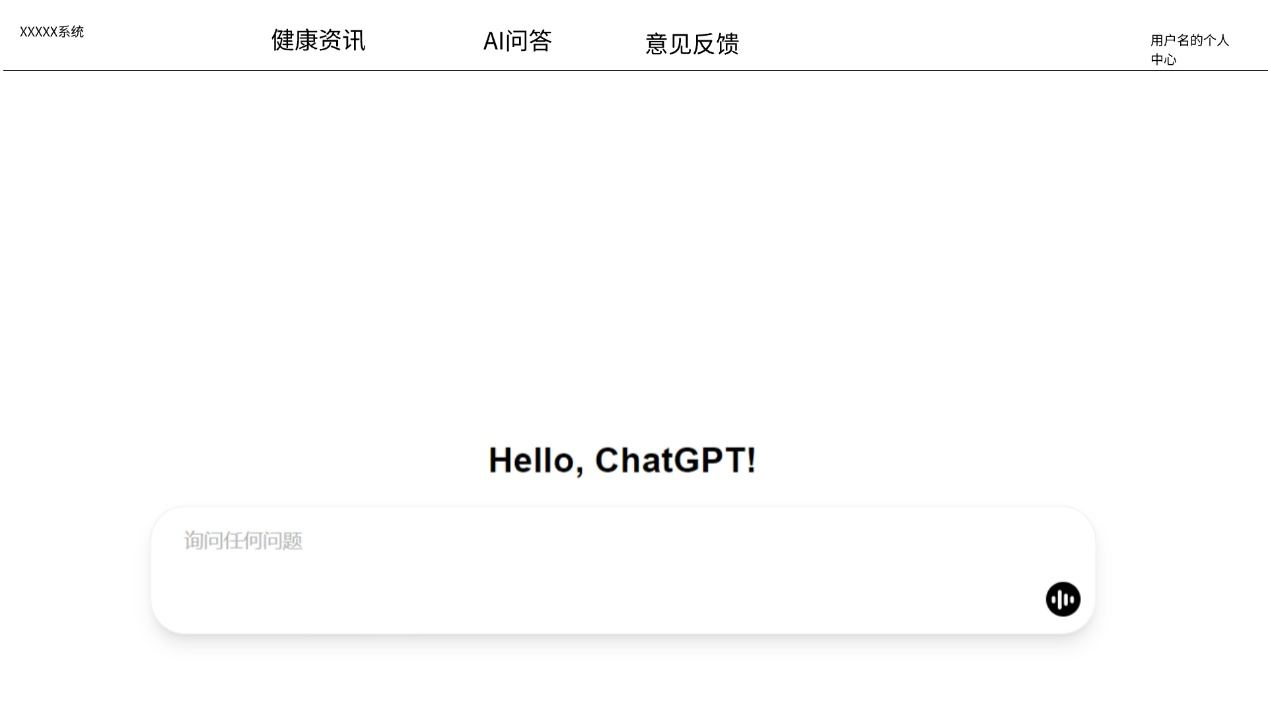 XXXXX系统
健康资讯
AI问答
意见反馈
用户名的个人
中心
Hello, ChatGPT!
询问任何问题